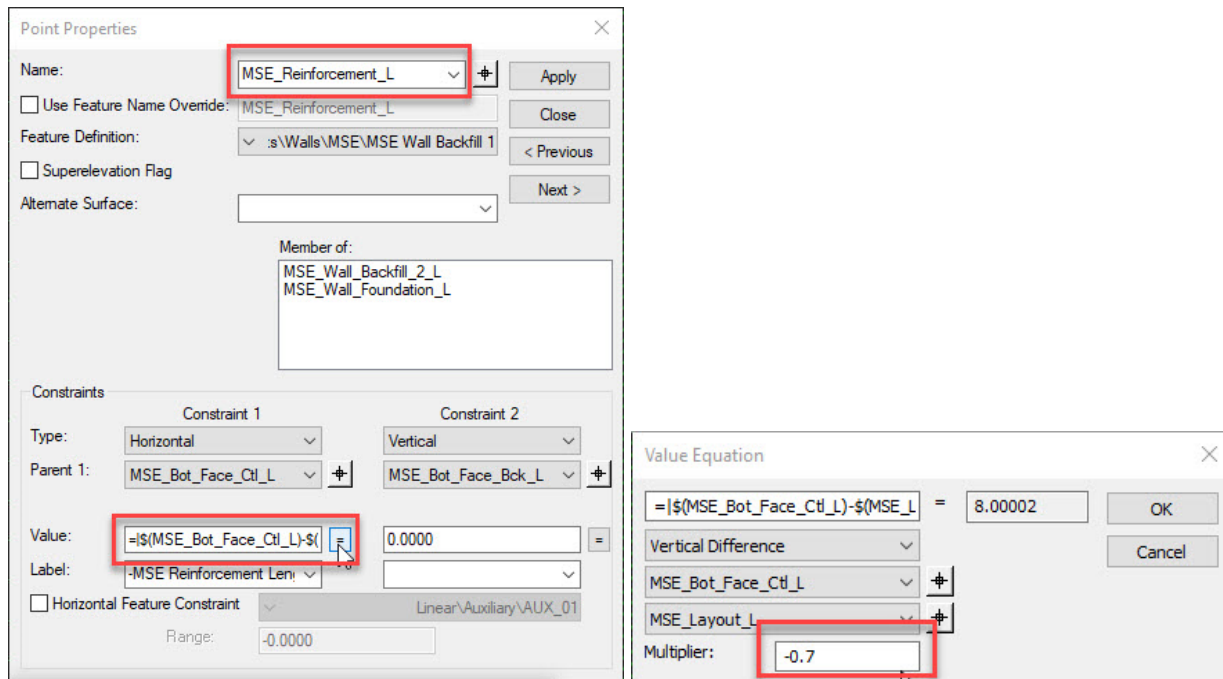 Point Properties
Name:
MSE_Reinforcement_L
Apply
Use Feature Name Override:
MSE_Reinforcement_L
Close
Feature Definition:
:s\Walls\MSE\MSE Wall Backfill 1
< Previous
Superelevation Flag
Next >
Alternate Surface:
Member of:
MSE_Wall_Backfill_2_L
MSE_Wall_Foundation_L
Constraints
Constraint 1
Constraint 2
Type:
Horizontal
Vertical
Parent 1:
MSE_Bot_Face_Ctl_L
MSE_Bot_Face_Bck_L
Value:
=|$(MSE_Bot_Face_Ctl_L)-$(
=
0.0000
=
Label:
-MSE Reinforcement Len
Horizontal Feature Constraint
Linear\Auxiliary\AUX_01
Range:
-0.0000
Value Equation
=|$(MSE_Bot_Face_Ctl_L)-$(MSE_L
=
8.00002
OK
Vertical Difference
Cancel
MSE_Bot_Face_Ctl_L
MSE_Layout_L
Multiplier:
-0.7